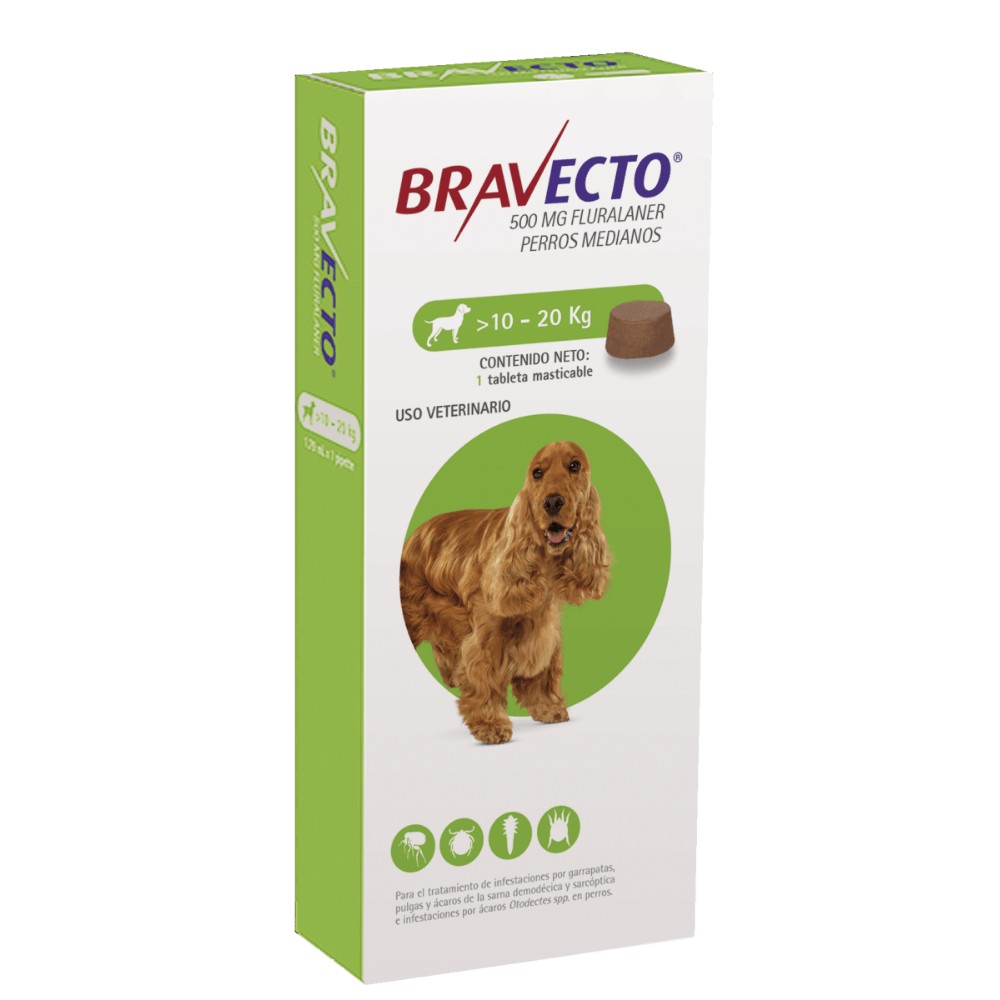 BRAVECTO
BRAVECTO®
500 MG FLURALANER
PERROS MEDIANOS
>10 - 20 Kg
CONTENIDO NETO:
1 tableta masticable
USO VETERINARIO
Para el tratamiento de infestaciones por garrapatas,
pulgas y ácaros de la sarna demodécica y sarcóptica
e infestaciones por ácaros Otodectes spp. en perros.
BRAVECTO®
500 MG FLURALANER
>10 - 20 kg